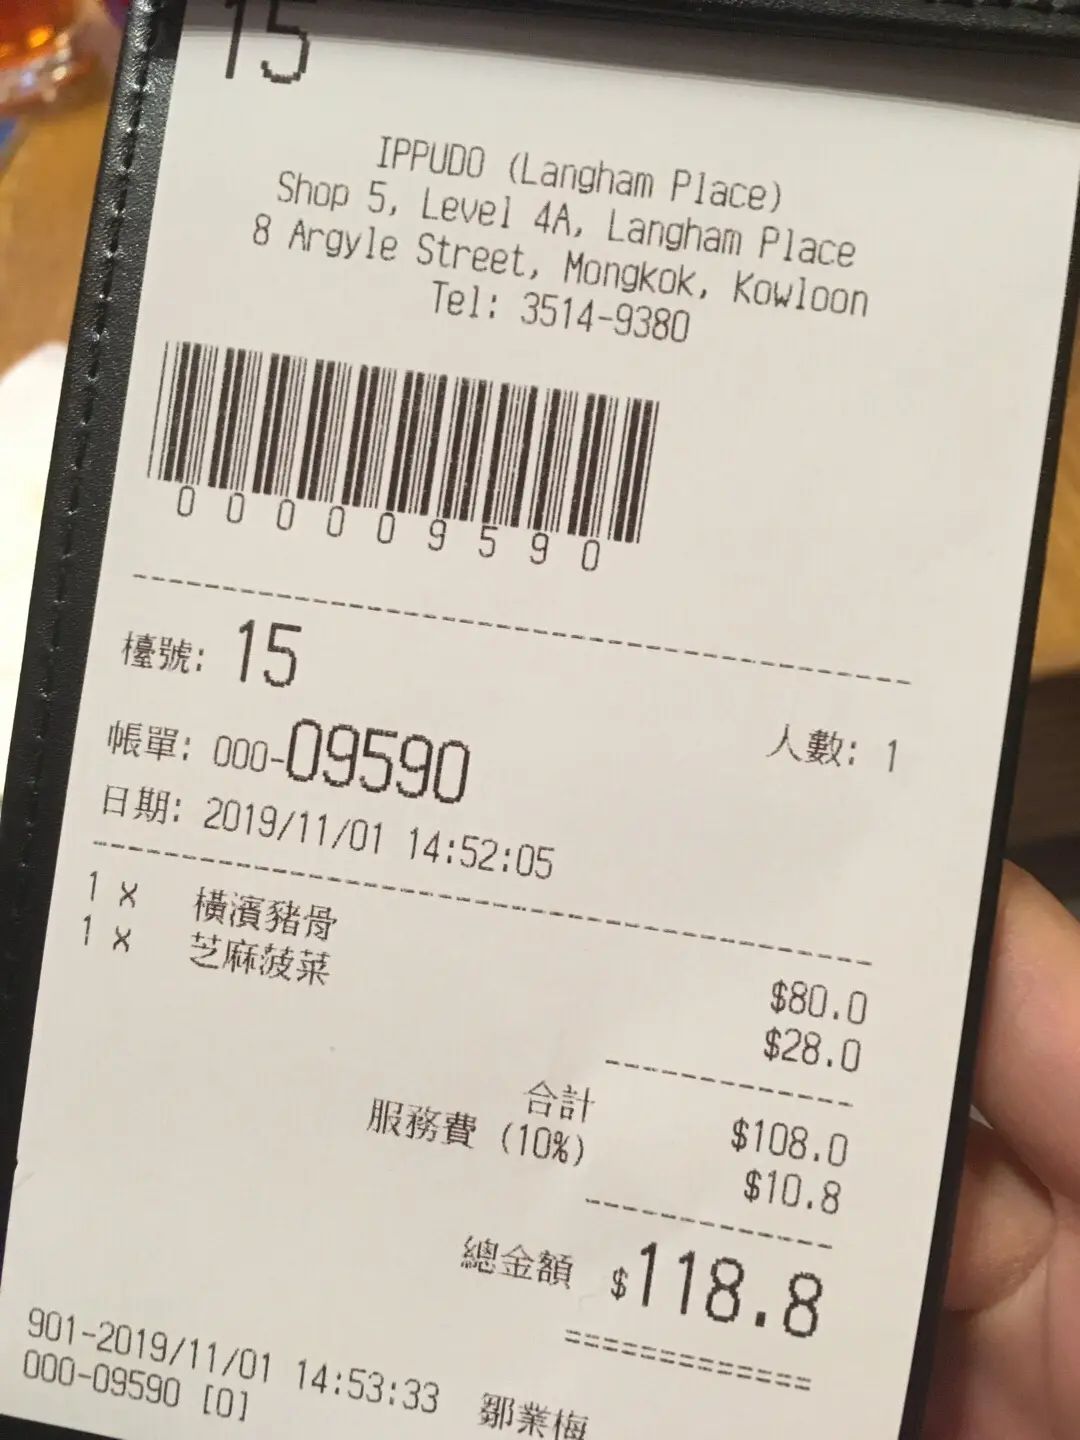 15
IPPUDO (Langham Place)
Shop 5, Level 4A, Langham Place
8 Argyle Street, Mongkok, Kowloon
Tel: 3514-9380
000009590
檯號: 15
人數: 1
帳單: 000-09590
日期: 2019/11/01 14:52:05
1 x 橫濱豬骨 $80.0
1 x 芝麻菠菜 $28.0
合計 $108.0
服務費 (10%) $10.8
總金額 $118.8
901-2019/11/01 14:53:33 鄒業梅
000-09590 [0]